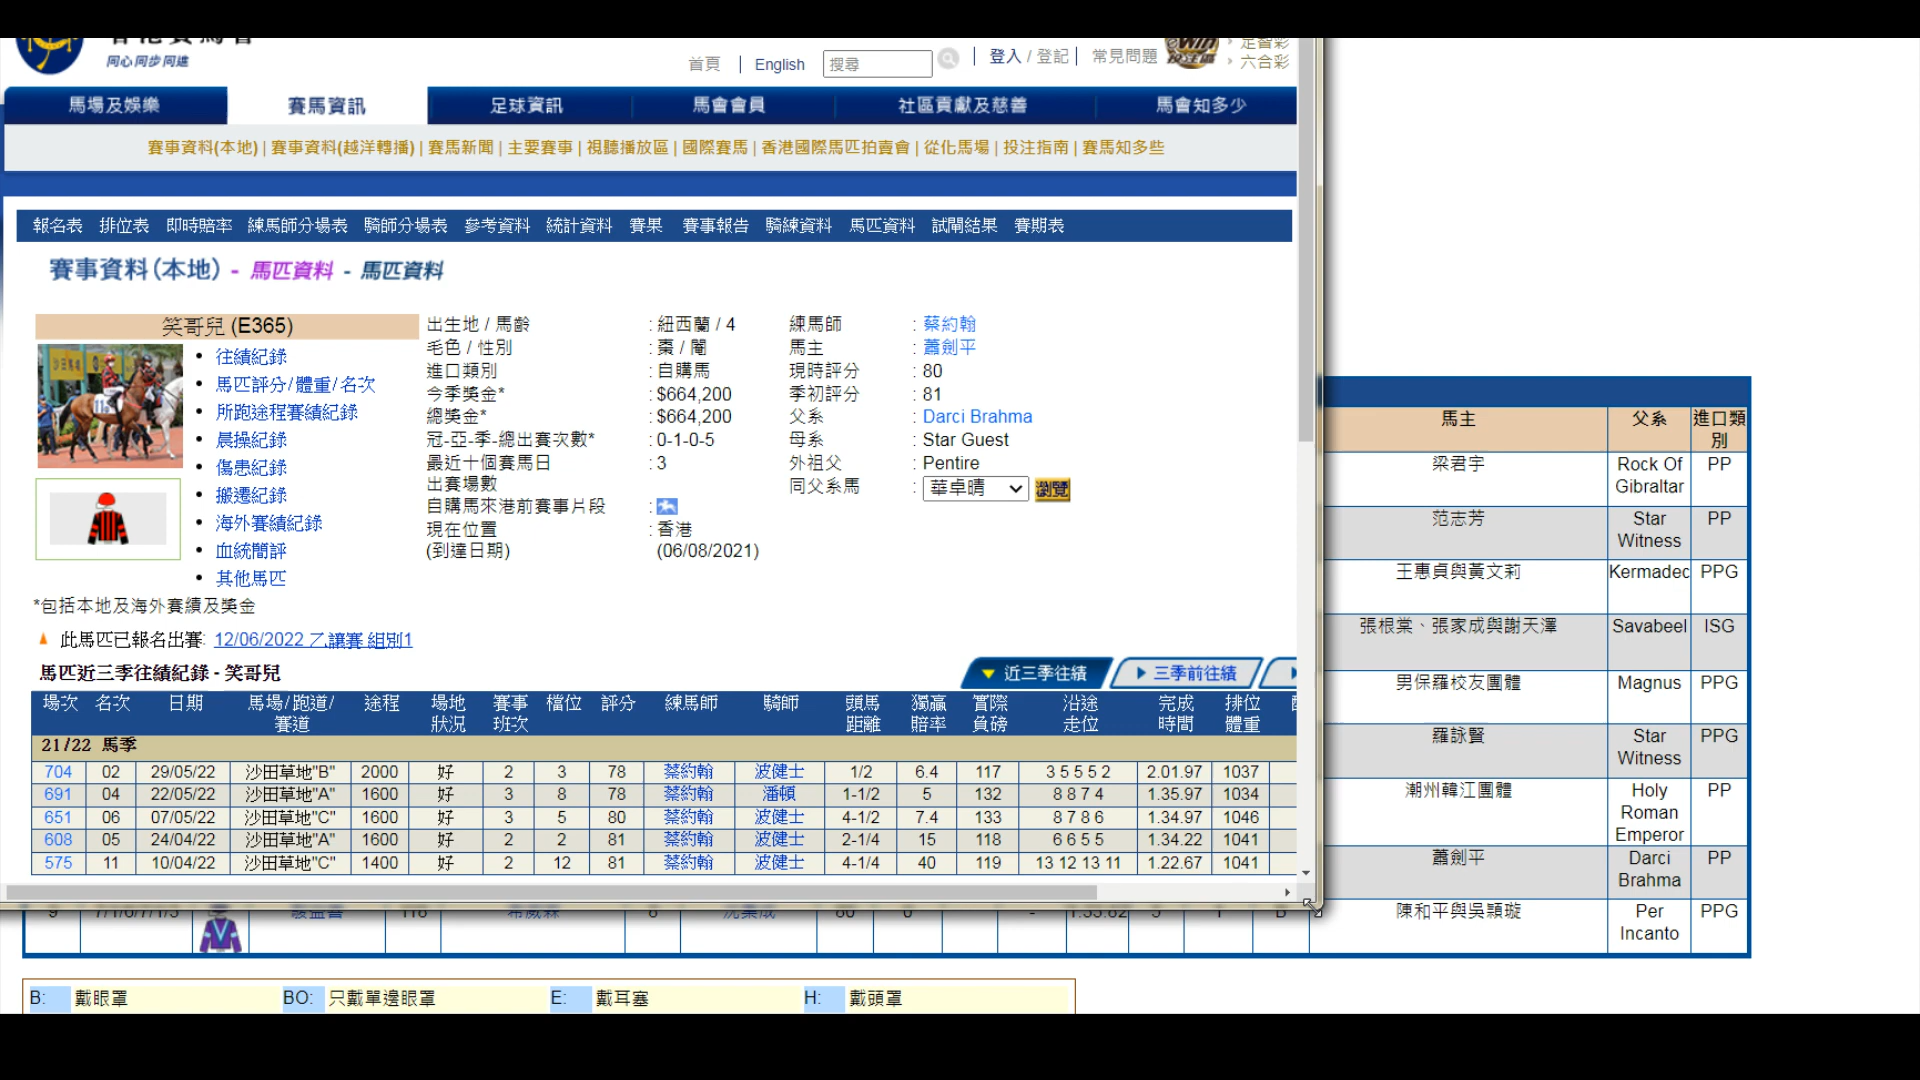 同心同步同進
首頁 | English 搜尋 | 登入 / 登記 | 常見問題
足智彩
六合彩
馬場及娛樂 賽馬資訊 足球資訊 馬會會員 社區貢獻及慈善 馬會知多少
賽事資料(本地) | 賽事資料(越洋轉播) | 賽馬新聞 | 主要賽事 | 視聽播放區 | 國際賽馬 | 香港國際馬匹拍賣會 | 從化馬場 | 投注指南 | 賽馬知多些
報名表 排位表 即時賠率 練馬師分場表 騎師分場表 參考資料 統計資料 賽果 賽事報告 騎練資料 馬匹資料 試閘結果 賽期表
賽事資料(本地) - 馬匹資料 - 馬匹資料
笑哥兒 (E365)
往績紀錄
馬匹評分/體重/名次
所跑途程賽績紀錄
晨操紀錄
傷患紀錄
搬遷紀錄
海外賽績紀錄
血統簡評
其他馬匹
出生地 / 馬齡 : 紐西蘭 / 4
毛色 / 性別 : 棗 / 閹
進口類別 : 自購馬
今季獎金* : $664,200
總獎金* : $664,200
冠-亞-季-總出賽次數* : 0-1-0-5
最近十個賽馬日 : 3
出賽場數
自購馬來港前賽事片段 :
現在位置 : 香港
(到達日期) (06/08/2021)
練馬師 : 蔡約翰
馬主 : 蕭劍平
現時評分 : 80
季初評分 : 81
父系 : Darci Brahma
母系 : Star Guest
外祖父 : Pentire
同父系馬 : 華卓晴 瀏覽
*包括本地及海外賽績及獎金
此馬匹已報名出賽: 12/06/2022 乙讓賽 組別1
馬匹近三季往績紀錄 - 笑哥兒
近三季往績 三季前往績
場次 名次 日期 馬場/跑道/賽道 途程 場地狀況 賽事班次 檔位 評分 練馬師 騎師 頭馬距離 獨贏賠率 實際負磅 沿途走位 完成時間 排位體重
21/22 馬季
704 02 29/05/22 沙田草地"B" 2000 好 2 3 78 蔡約翰 波健士 1/2 6.4 117 3 5 5 5 2 2.01.97 1037
691 04 22/05/22 沙田草地"A" 1600 好 3 8 78 蔡約翰 潘頓 1-1/2 5 132 8 8 7 4 1.35.97 1034
651 06 07/05/22 沙田草地"C" 1600 好 3 5 80 蔡約翰 波健士 4-1/2 7.4 133 8 7 8 6 1.34.97 1046
608 05 24/04/22 沙田草地"A" 1600 好 2 2 81 蔡約翰 波健士 2-1/4 15 118 6 6 5 5 1.34.22 1041
575 11 10/04/22 沙田草地"C" 1400 好 2 12 81 蔡約翰 波健士 4-1/4 40 119 13 12 13 11 1.22.67 1041
馬主 父系 進口類別
梁君宇 Rock Of Gibraltar PP
范志芳 Star Witness PP
王惠貞與黃文莉 Kermadec PPG
張根棠、張家成與謝天澤 Savabeel ISG
男保羅校友團體 Magnus PPG
羅詠賢 Star Witness PPG
潮州韓江團體 Holy Roman Emperor PP
蕭劍平 Darci Brahma PP
陳和平與吳穎璇 Per Incanto PPG
B: 戴眼罩 BO: 只戴單邊眼罩 E: 戴耳塞 H: 戴頭罩